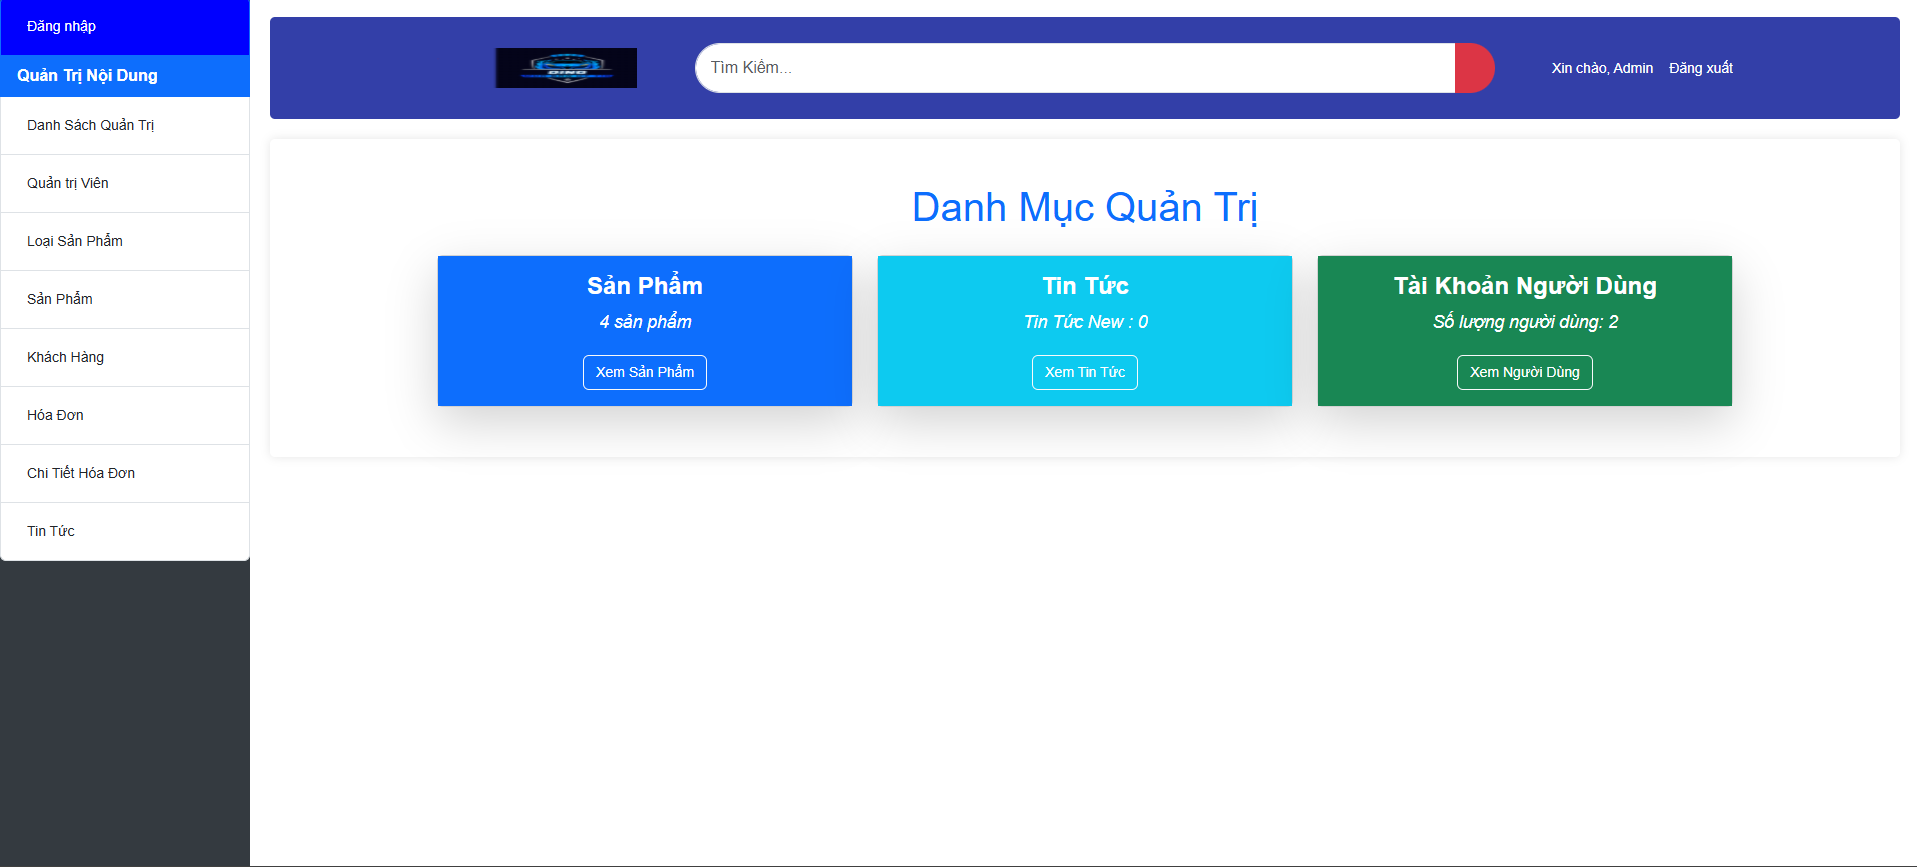 Đăng nhập
Quản Trị Nội Dung
Danh Sách Quản Trị
Quản trị Viên
Loại Sản Phẩm
Sản Phẩm
Khách Hàng
Hóa Đơn
Chi Tiết Hóa Đơn
Tin Tức
DINO
Tìm Kiếm...
Xin chào, Admin Đăng xuất
Danh Mục Quản Trị
Sản Phẩm
4 sản phẩm
Xem Sản Phẩm
Tin Tức
Tin Tức New : 0
Xem Tin Tức
Tài Khoản Người Dùng
Số lượng người dùng: 2
Xem Người Dùng